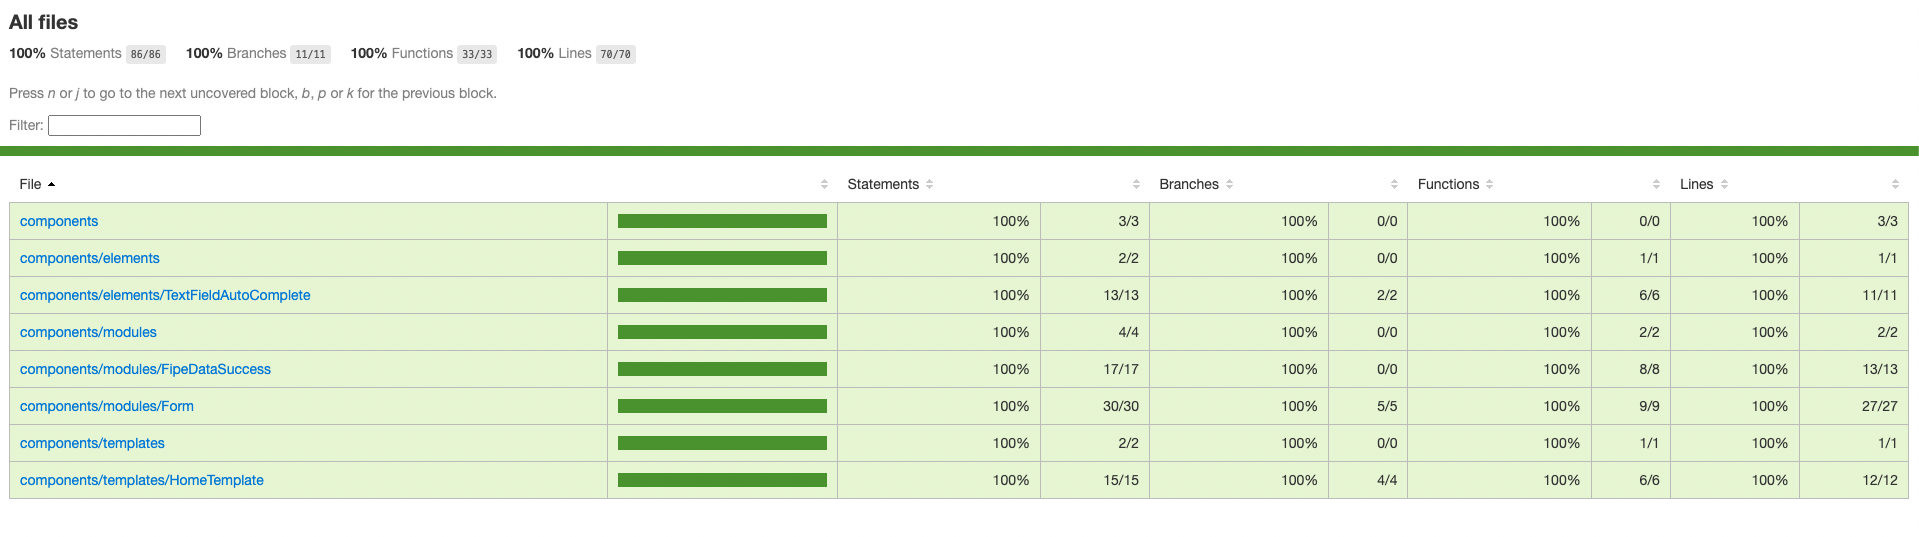 All files
100% Statements 86/86 100% Branches 11/11 100% Functions 33/33 100% Lines 70/70
Press n or j to go to the next uncovered block, b, p or k for the previous block.
Filter:
File Statements Branches Functions Lines
components 100% 3/3 100% 0/0 100% 0/0 100% 3/3
components/elements 100% 2/2 100% 0/0 100% 1/1 100% 1/1
components/elements/TextFieldAutoComplete 100% 13/13 100% 2/2 100% 6/6 100% 11/11
components/modules 100% 4/4 100% 0/0 100% 2/2 100% 2/2
components/modules/FipeDataSuccess 100% 17/17 100% 0/0 100% 8/8 100% 13/13
components/modules/Form 100% 30/30 100% 5/5 100% 9/9 100% 27/27
components/templates 100% 2/2 100% 0/0 100% 1/1 100% 1/1
components/templates/HomeTemplate 100% 15/15 100% 4/4 100% 6/6 100% 12/12